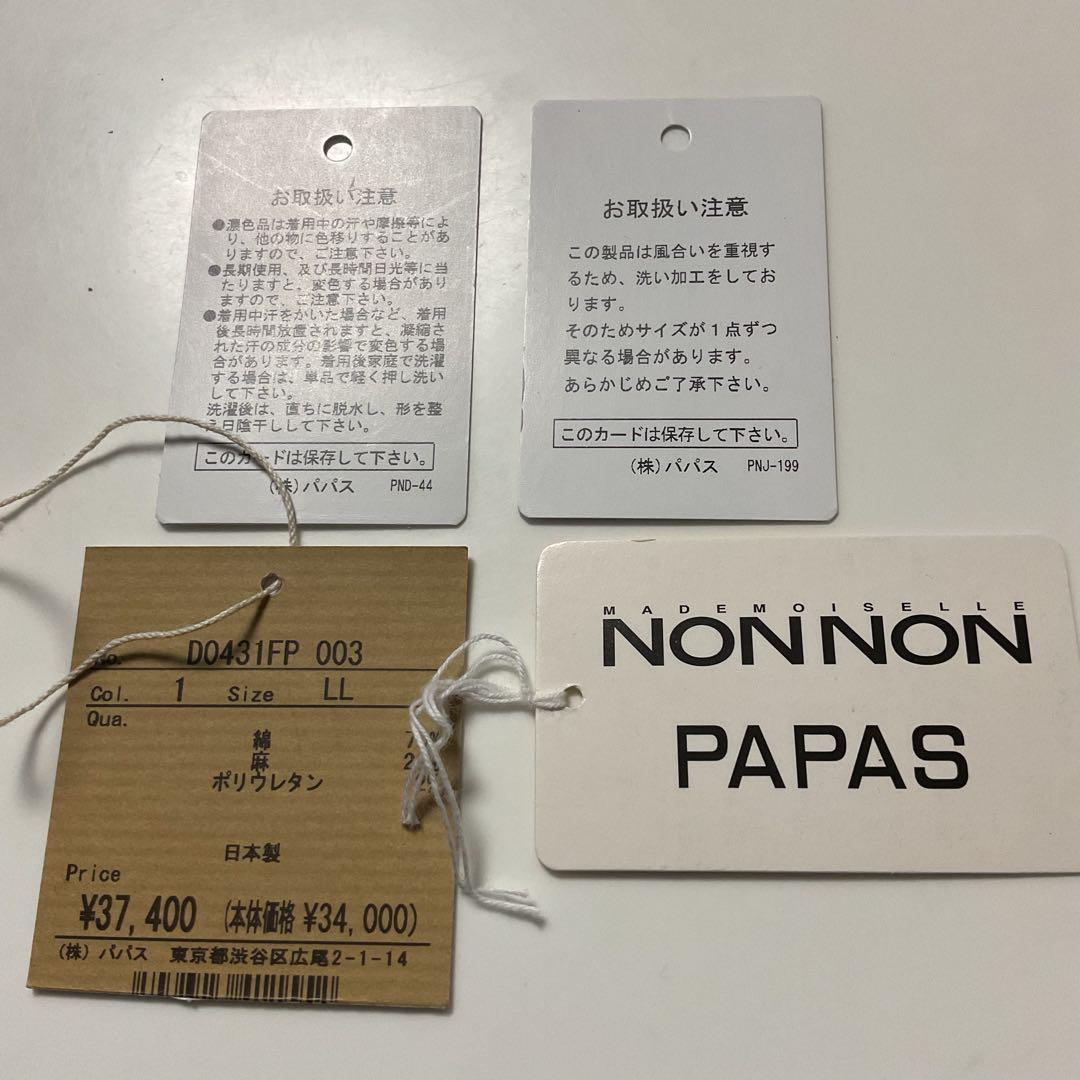 お取扱い注意
●濃色品は着用中の汗や摩擦等によ
り、他の物に色移りすることがあ
りますので、ご注意下さい。
●長期使用、及び長時間日光等に当
たりますと、変色する場合があり
ますので、ご注意下さい。
●着用中汗をかいた場合など、着用
後長時間放置されますと、凝縮さ
れた汗の成分の影響で変色する場
合があります。着用後家庭で洗濯
する場合は、単品で軽く押し洗い
して下さい。
洗濯後は、直ちに脱水し、形を整
え日陰干しして下さい。
このカードは保存して下さい。
(株)パパス PND-44
お取扱い注意
この製品は風合いを重視す
るため、洗い加工をしてお
ります。
そのためサイズが1点ずつ
異なる場合があります。
あらかじめご了承下さい。
このカードは保存して下さい。
(株)パパス PNJ-199
No. D0431FP 003
Col. 1 Size LL
Qua.
綿
麻
ポリウレタン
日本製
Price
¥37,400 (本体価格 ¥34,000)
(株) パパス 東京都渋谷区広尾2-1-14
MADEMOISELLE
NON NON
PAPAS